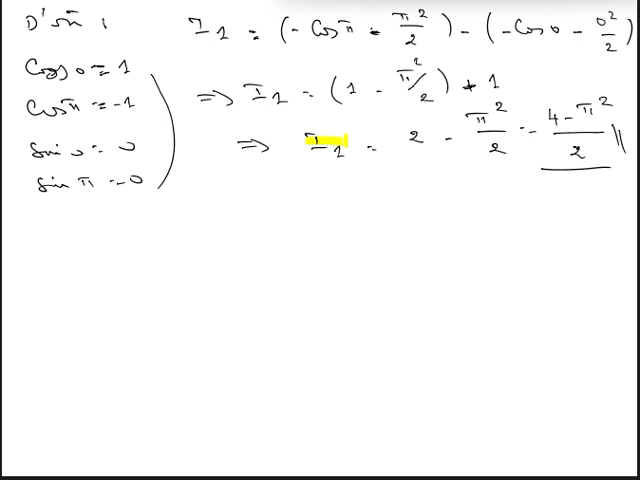 D'où :
I1 = (- Cos π - π²/2) - (-Cos 0 - 0²/2)
Cos 0 = 1
=> I1 = (1 - π²/2) + 1
Cos π = -1
=> I1 = 2 - π²/2 = (4 - π²)/2 //
sin 0 = 0
sin π = 0